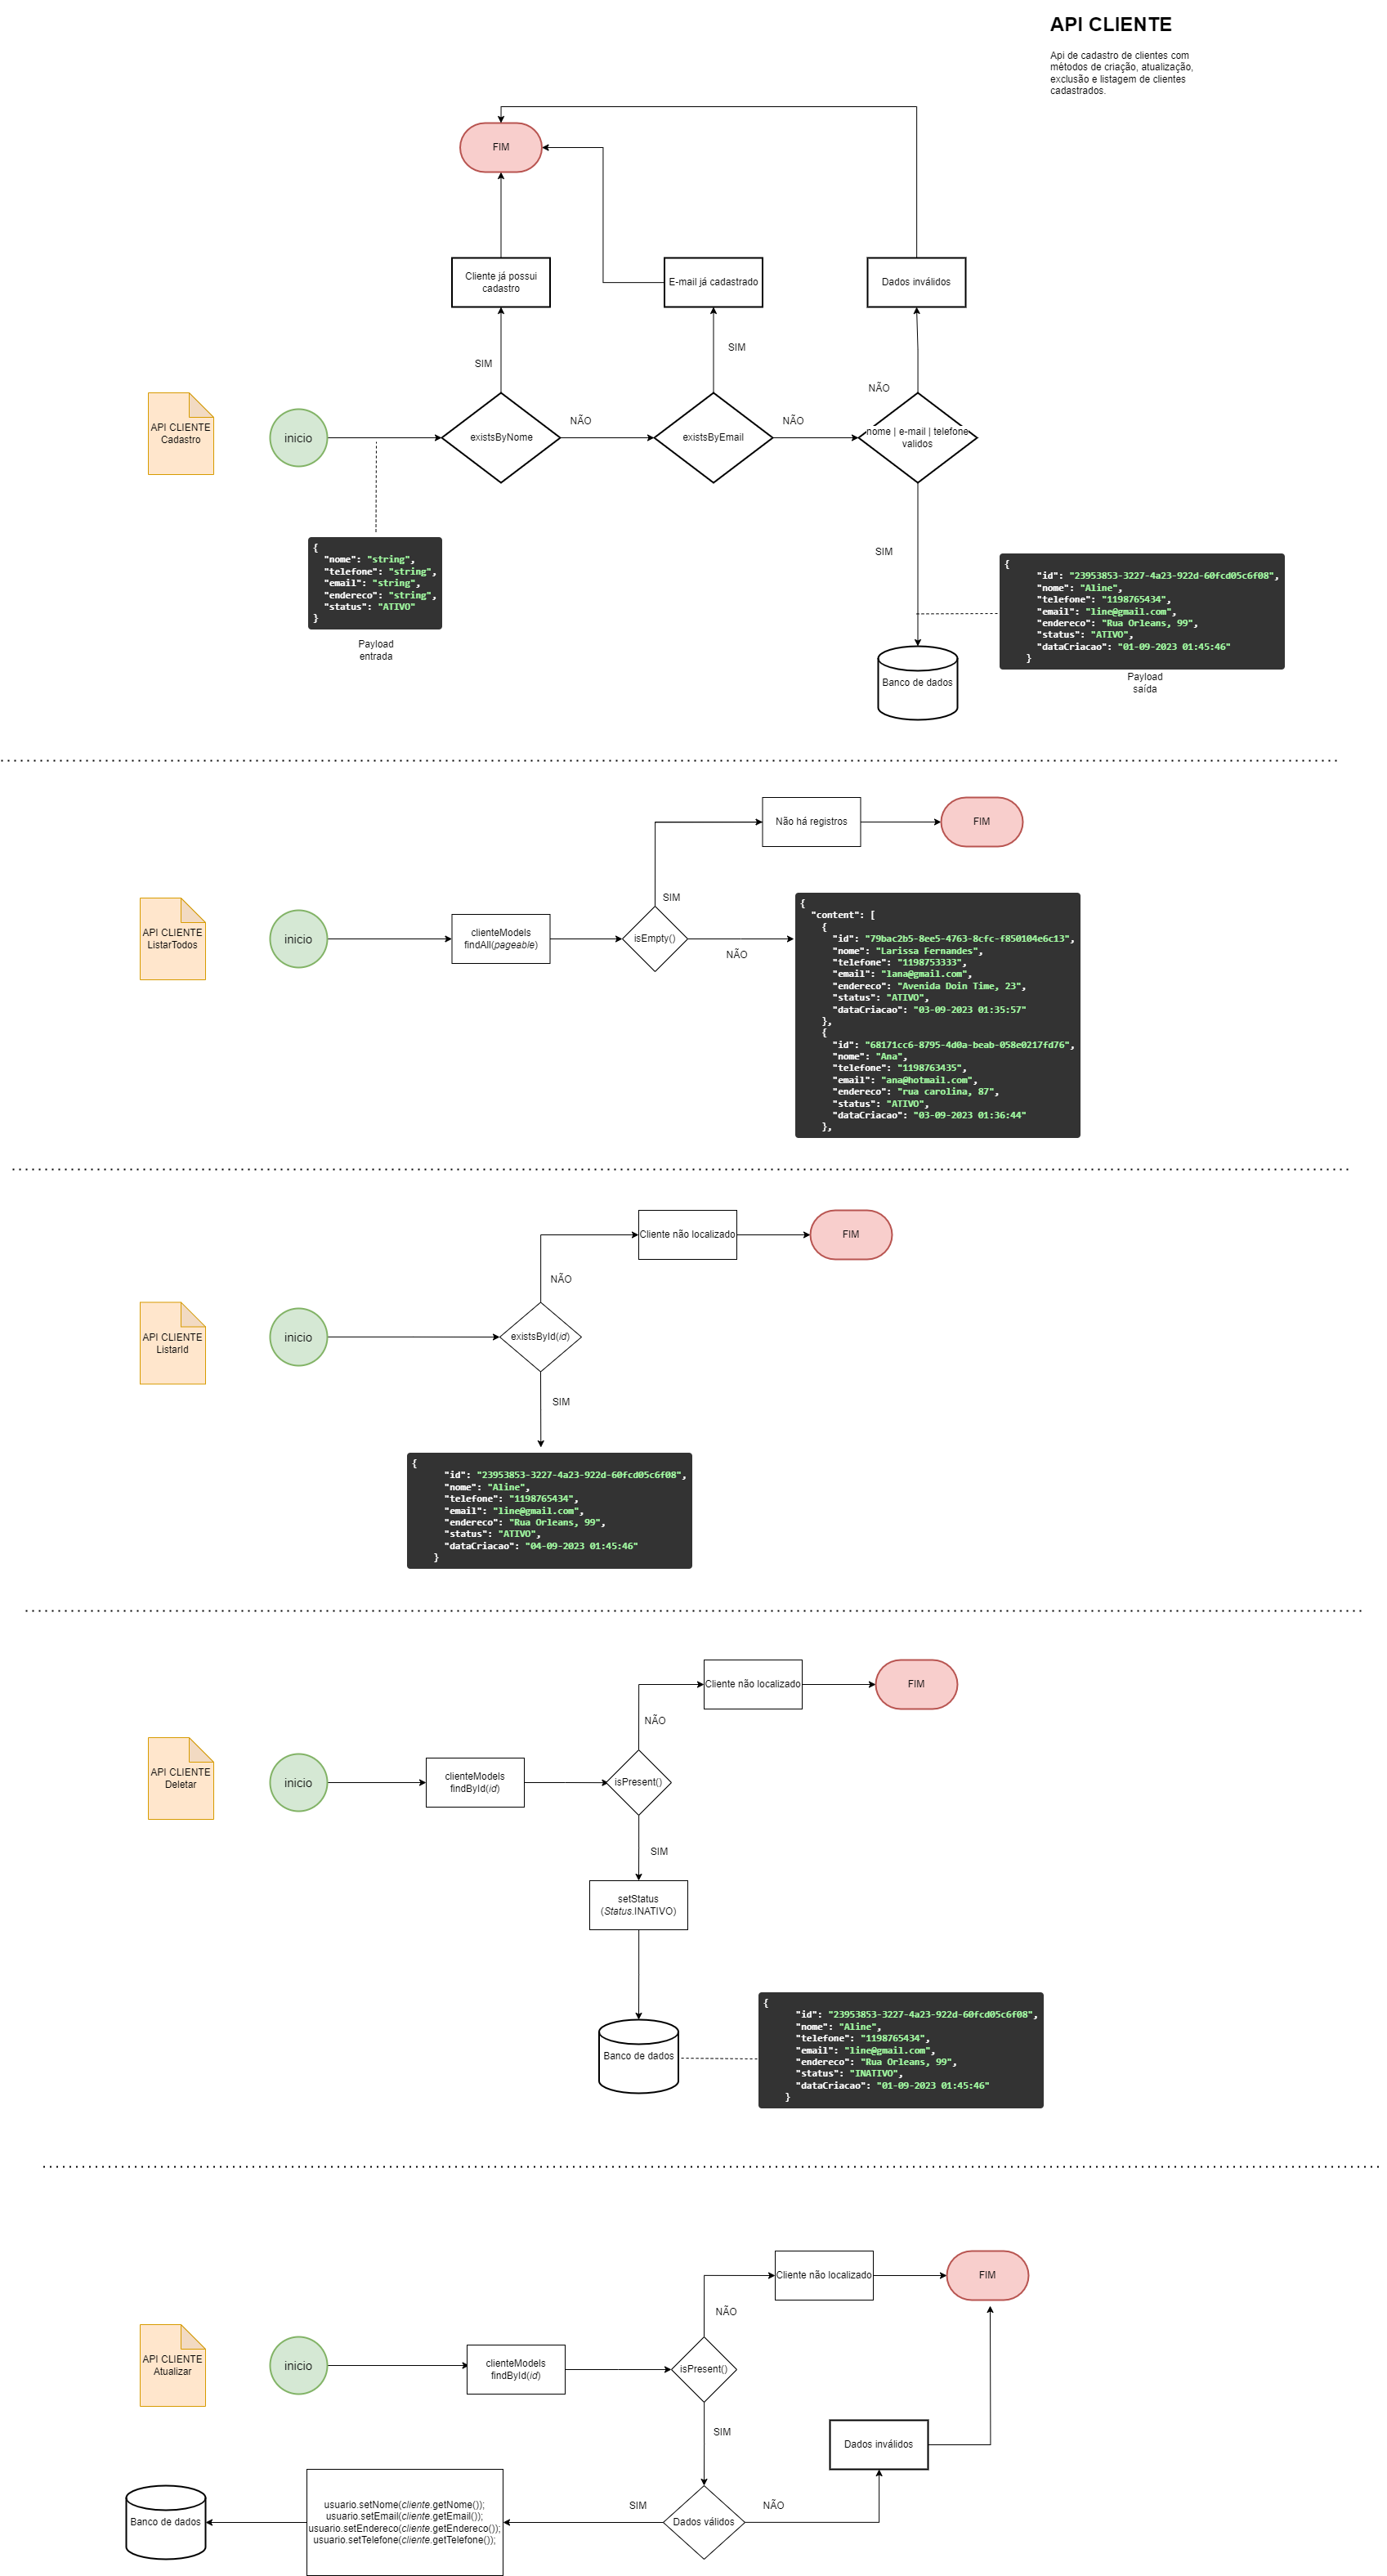 API CLIENTE
Api de cadastro de clientes com
métodos de criação, atualização,
exclusão e listagem de clientes
cadastrados.
FIM
Cliente já possui
cadastro
E-mail já cadastrado
Dados inválidos
SIM
SIM
NÃO
API CLIENTE
Cadastro
inicio
existsByNome
NÃO
existsByEmail
NÃO
nome | e-mail | telefone
validos
{
"nome": "string",
"telefone": "string",
"email": "string",
"endereco": "string",
"status": "ATIVO"
}
Payload
entrada
SIM
{
"id": "23953853-3227-4a23-922d-60fcd05c6f08",
"nome": "Aline",
"telefone": "1198765434",
"email": "line@gmail.com",
"endereco": "Rua Orleans, 99",
"status": "ATIVO",
"dataCriacao": "01-09-2023 01:45:46"
}
Payload
saída
Banco de dados
Não há registros
FIM
SIM
API CLIENTE
ListarTodos
inicio
clienteModels
findAll(pageable)
isEmpty()
NÃO
{
"content": [
{
"id": "79bac2b5-8ee5-4763-8cfc-f850104e6c13",
"nome": "Larissa Fernandes",
"telefone": "1198753333",
"email": "lana@gmail.com",
"endereco": "Avenida Doin Time, 23",
"status": "ATIVO",
"dataCriacao": "03-09-2023 01:35:57"
},
{
"id": "68171cc6-8795-4d0a-beab-058e0217fd76",
"nome": "Ana",
"telefone": "1198763435",
"email": "ana@hotmail.com",
"endereco": "rua carolina, 87",
"status": "ATIVO",
"dataCriacao": "03-09-2023 01:36:44"
},
Cliente não localizado
FIM
NÃO
API CLIENTE
ListarId
inicio
existsById(id)
SIM
{
"id": "23953853-3227-4a23-922d-60fcd05c6f08",
"nome": "Aline",
"telefone": "1198765434",
"email": "line@gmail.com",
"endereco": "Rua Orleans, 99",
"status": "ATIVO",
"dataCriacao": "04-09-2023 01:45:46"
}
Cliente não localizado
FIM
NÃO
API CLIENTE
Deletar
inicio
clienteModels
findById(id)
isPresent()
SIM
setStatus
(Status.INATIVO)
Banco de dados
{
"id": "23953853-3227-4a23-922d-60fcd05c6f08",
"nome": "Aline",
"telefone": "1198765434",
"email": "line@gmail.com",
"endereco": "Rua Orleans, 99",
"status": "INATIVO",
"dataCriacao": "01-09-2023 01:45:46"
}
Cliente não localizado
FIM
NÃO
API CLIENTE
Atualizar
inicio
clienteModels
findById(id)
isPresent()
SIM
Dados inválidos
Banco de dados
usuario.setNome(cliente.getNome());
usuario.setEmail(cliente.getEmail());
usuario.setEndereco(cliente.getEndereco());
usuario.setTelefone(cliente.getTelefone());
SIM
Dados válidos
NÃO